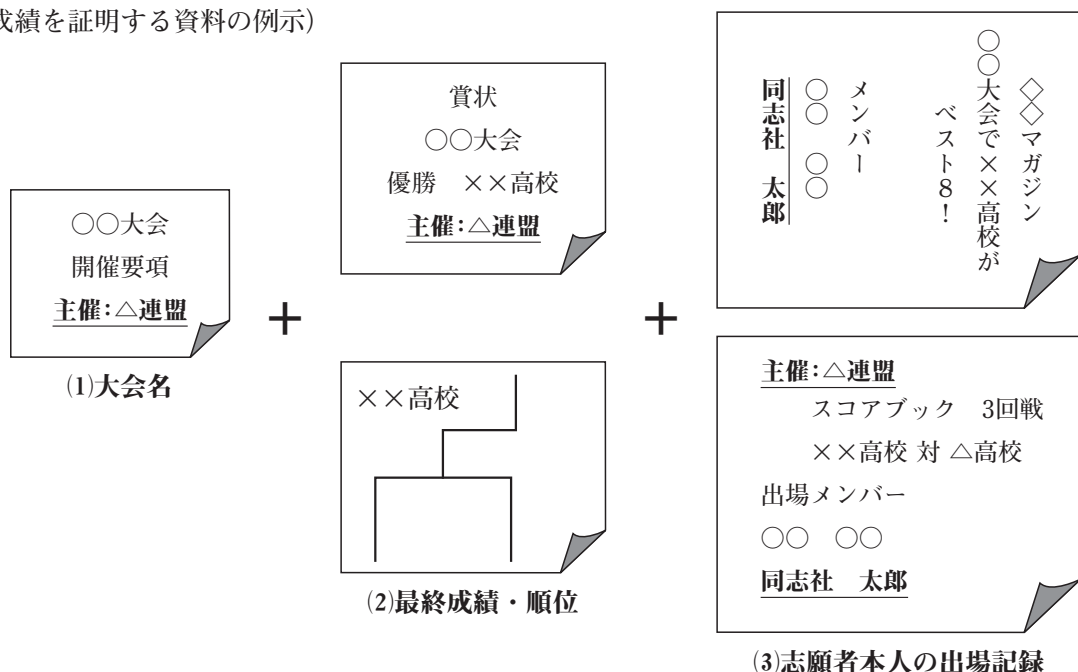 成績を証明する資料の例示)
○○大会
開催要項
主催:△連盟
(1)大会名
+
賞状
○○大会
優勝　××高校
主催:△連盟
××高校
(2)最終成績・順位
+
◇◇マガジン
○○大会で××高校が
ベスト8!
メンバー
○○　○○
同志社　太郎
主催:△連盟
スコアブック　3回戦
××高校 対 △高校
出場メンバー
○○　○○
同志社　太郎
(3)志願者本人の出場記録